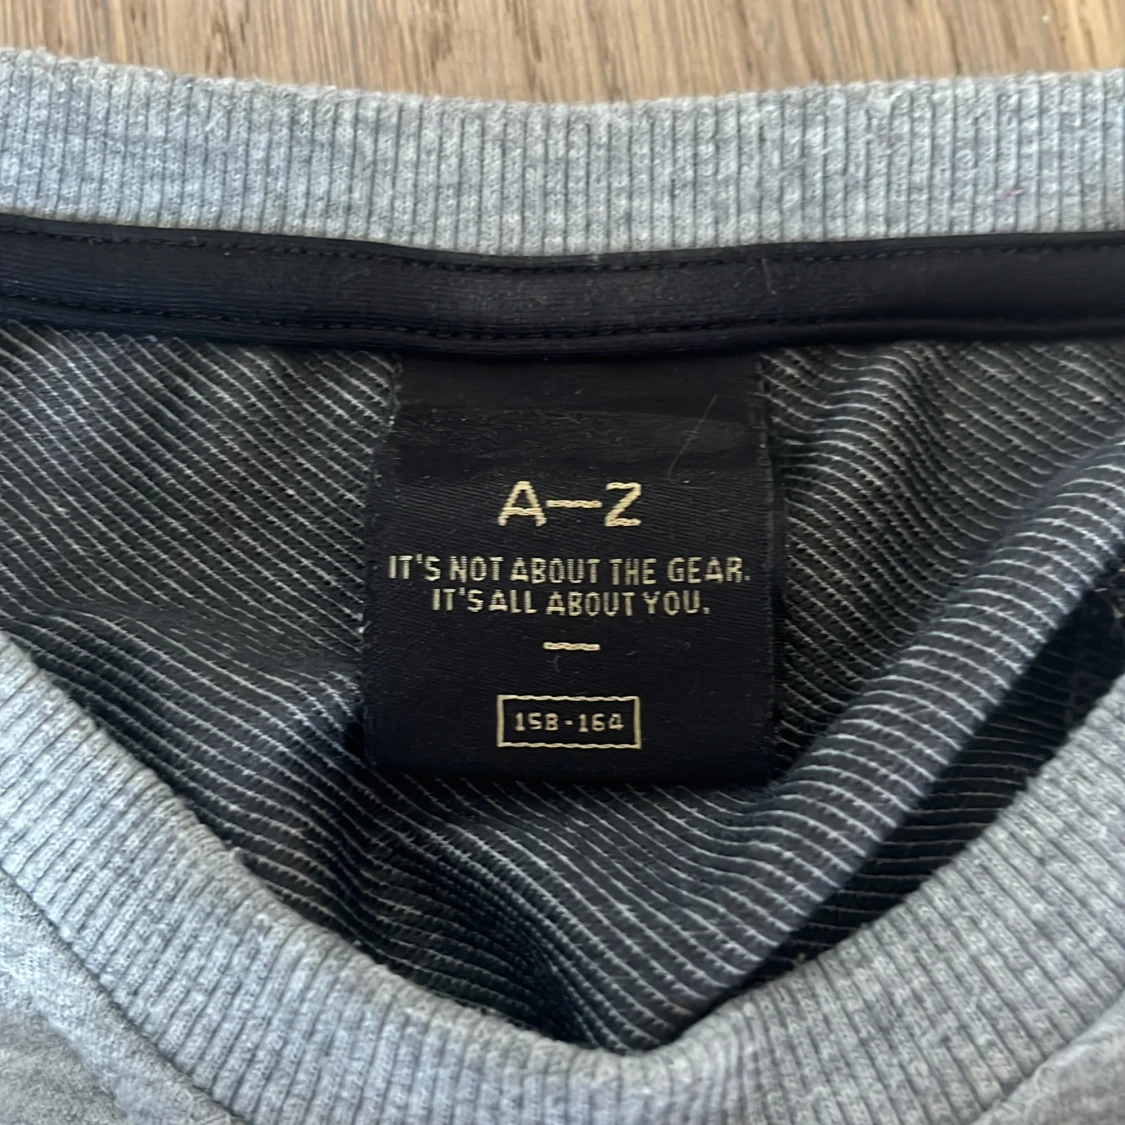 A–Z
IT'S NOT ABOUT THE GEAR.
IT'S ALL ABOUT YOU.
158-164